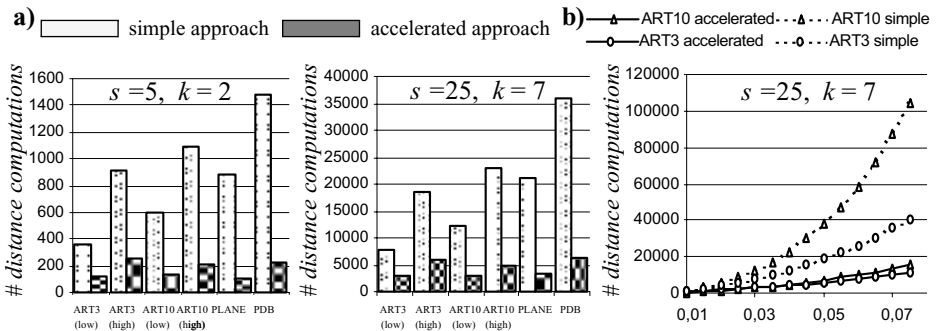 a) simple approach accelerated approach
# distance computations
s =5, k = 2
1600
1400
1200
1000
800
600
400
200
0
ART3 (low)
ART3 (high)
ART10 (low)
ART10 (high)
PLANE
PDB
# distance computations
s =25, k = 7
40000
35000
30000
25000
20000
15000
10000
5000
0
ART3 (low)
ART3 (high)
ART10 (low)
ART10 (high)
PLANE
PDB
b) ART10 accelerated ART10 simple
ART3 accelerated ART3 simple
# distance computations
s =25, k = 7
120000
100000
80000
60000
40000
20000
0
0,01 0,03 0,05 0,07